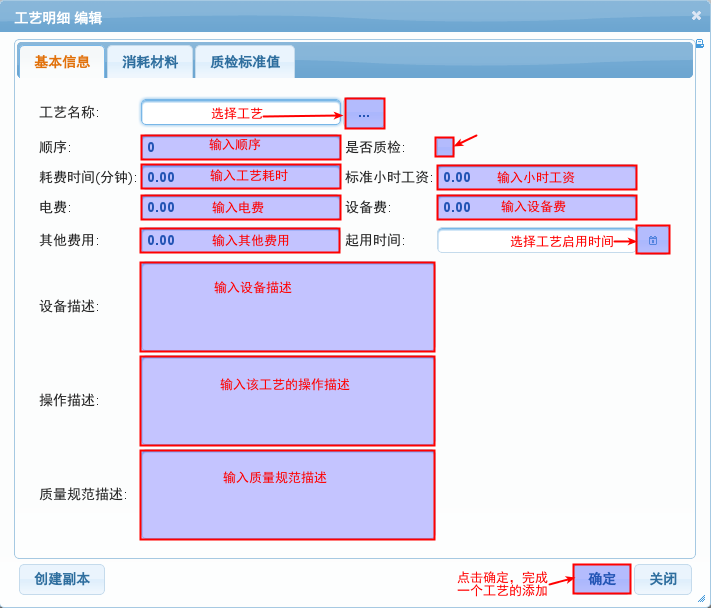 工艺明细 编辑
基本信息 消耗材料 质检标准值
工艺名称: 选择工艺 ...
顺序: 0 输入顺序 是否质检:
耗费时间(分钟): 0.00 输入工艺耗时 标准小时工资: 0.00 输入小时工资
电费: 0.00 输入电费 设备费: 0.00 输入设备费
其他费用: 0.00 输入其他费用 起用时间: 选择工艺启用时间
设备描述: 输入设备描述
操作描述: 输入该工艺的操作描述
质量规范描述: 输入质量规范描述
创建副本 点击确定，完成
一个工艺的添加 确定 关闭